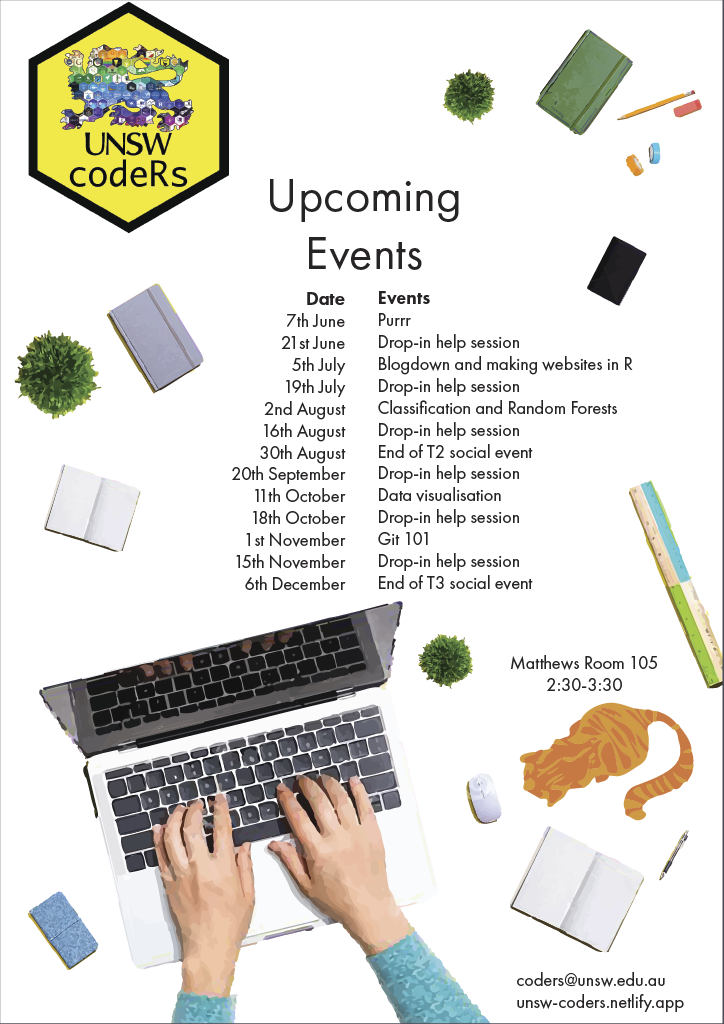 UNSW
codeRs
Upcoming
Events
Date Events
7th June Purrr
21st June Drop-in help session
5th July Blogdown and making websites in R
19th July Drop-in help session
2nd August Classification and Random Forests
16th August Drop-in help session
30th August End of T2 social event
20th September Drop-in help session
11th October Data visualisation
18th October Drop-in help session
1st November Git 101
15th November Drop-in help session
6th December End of T3 social event
Matthews Room 105
2:30-3:30
coders@unsw.edu.au
unsw-coders.netlify.app